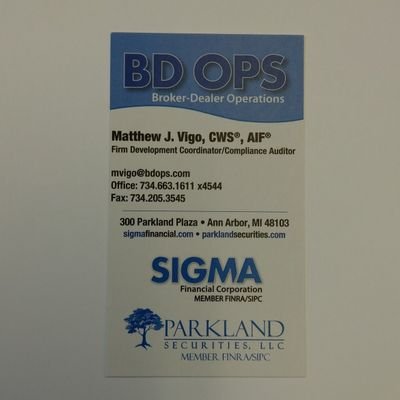 BD OPS
Broker-Dealer Operations
Matthew J. Vigo, CWS®, AIF®
Firm Development Coordinator/Compliance Auditor
mvigo@bdops.com
Office: 734.663.1611 x4544
Fax: 734.205.3545
300 Parkland Plaza • Ann Arbor, MI 48103
sigmafinancial.com • parklandsecurities.com
SIGMA
Financial Corporation
MEMBER FINRA/SIPC
PARKLAND
SECURITIES, LLC
MEMBER FINRA/SIPC